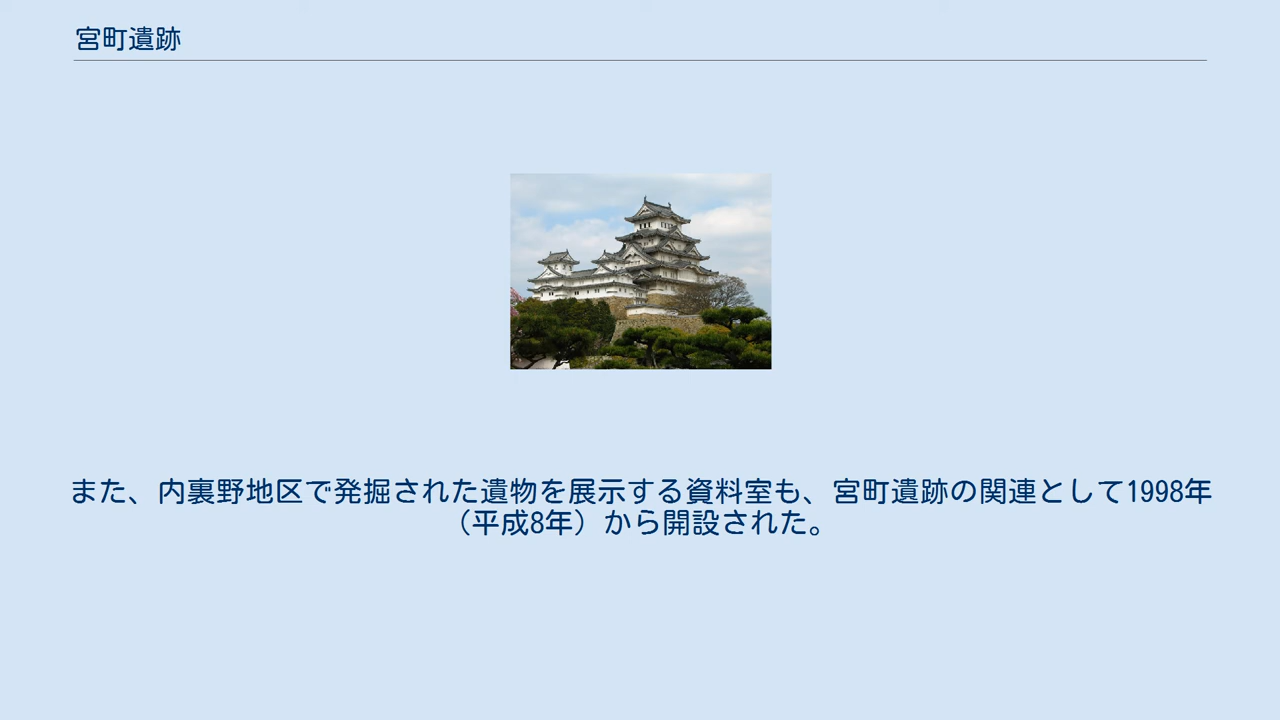 宮町遺跡
また、内裏野地区で発掘された遺物を展示する資料室も、宮町遺跡の関連として1998年
（平成8年）から開設された。